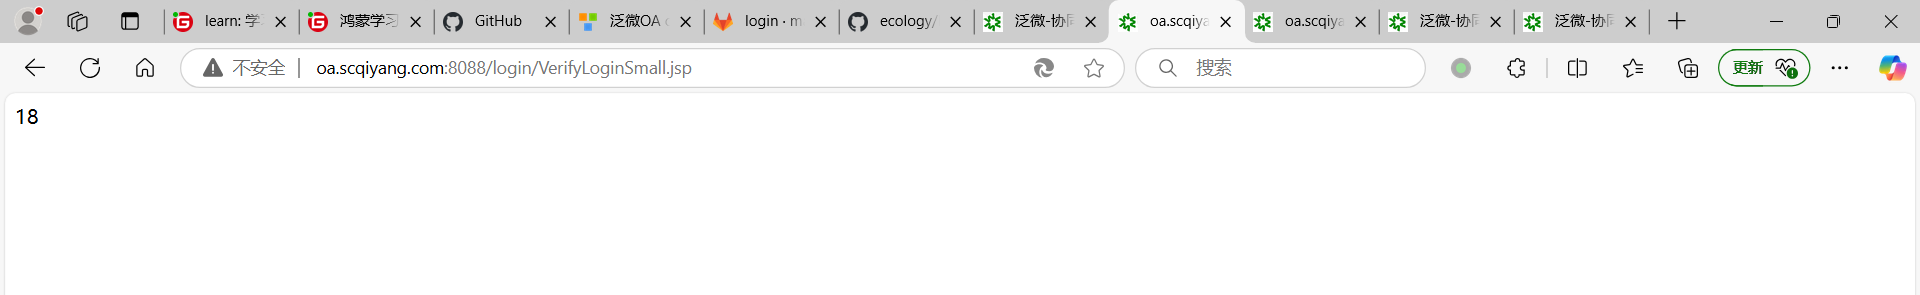 learn: 学
鸿蒙学习
GitHub
泛微OA
login · m
ecology/
泛微-协同
oa.scqiya
oa.scqiya
泛微-协同
泛微-协同
不安全 | oa.scqiyang.com:8088/login/VerifyLoginSmall.jsp
搜索
更新
18